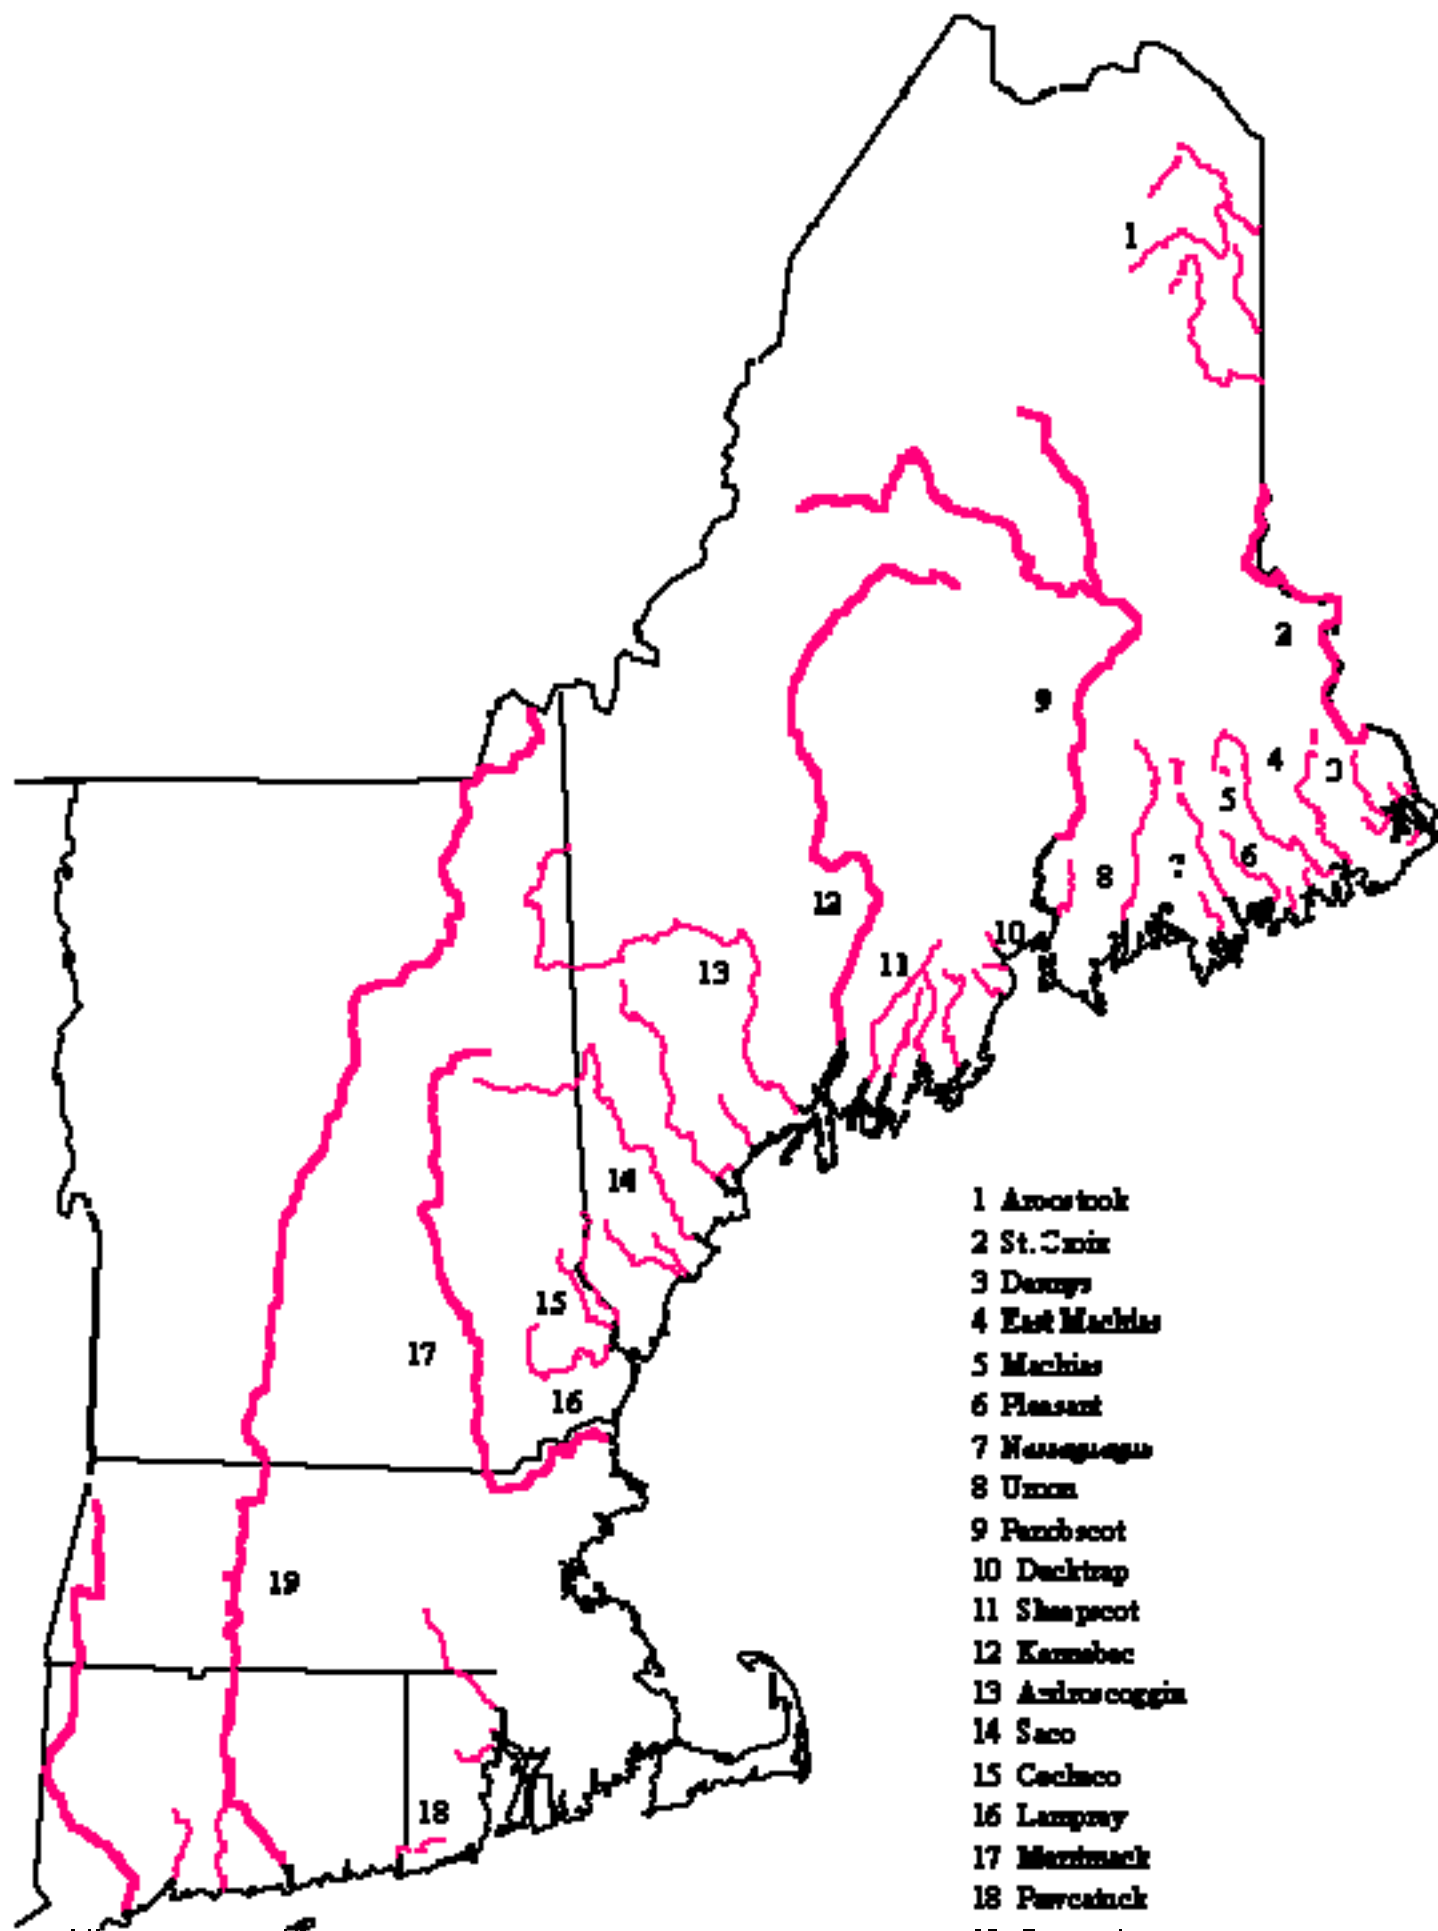 1
2
9
4
3
5
6
7
8
12
10
11
13
14
15
17
16
19
18
1 Aroostook
2 St. Croix
3 Dennys
4 East Machias
5 Machias
6 Pleasant
7 Narraguagus
8 Union
9 Penobscot
10 Ducktrap
11 Sheepscot
12 Kennebec
13 Androscoggin
14 Saco
15 Cocheco
16 Lamprey
17 Merrimack
18 Pawcatuck